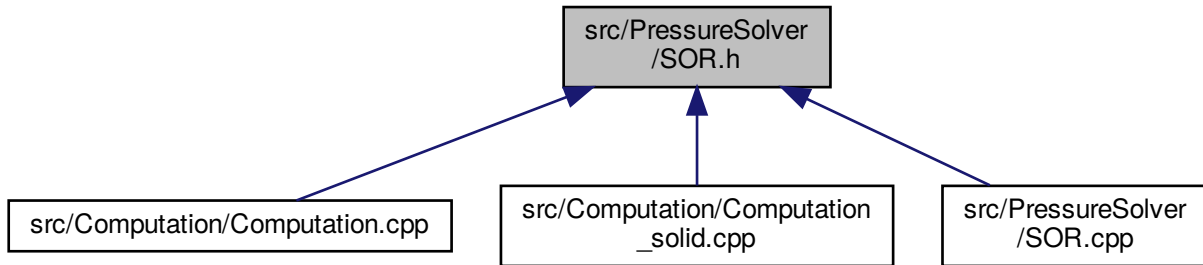 src/PressureSolver
/SOR.h
src/Computation/Computation.cpp
src/Computation/Computation
_solid.cpp
src/PressureSolver
/SOR.cpp